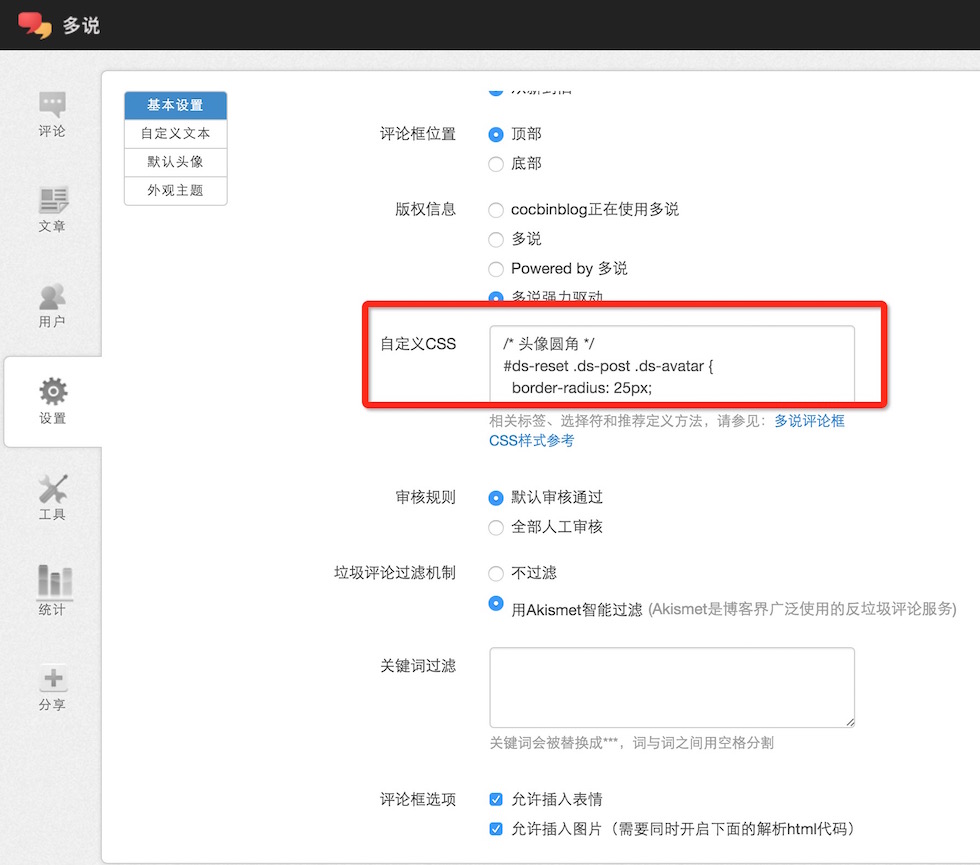 多说
评论
文章
用户
设置
工具
统计
分享
基本设置
自定义文本
默认头像
外观主题
评论框位置
顶部
底部
版权信息
cocbinblog正在使用多说
多说
Powered by 多说
多说强力驱动
自定义CSS
/* 头像圆角 */
#ds-reset .ds-post .ds-avatar {
border-radius: 25px;
相关标签、选择符和推荐定义方法，请参见：多说评论框
CSS样式参考
审核规则
默认审核通过
全部人工审核
垃圾评论过滤机制
不过滤
用Akismet智能过滤 (Akismet是博客界广泛使用的反垃圾评论服务)
关键词过滤
关键词会被替换成***，词与词之间用空格分割
评论框选项
允许插入表情
允许插入图片（需要同时开启下面的解析html代码）